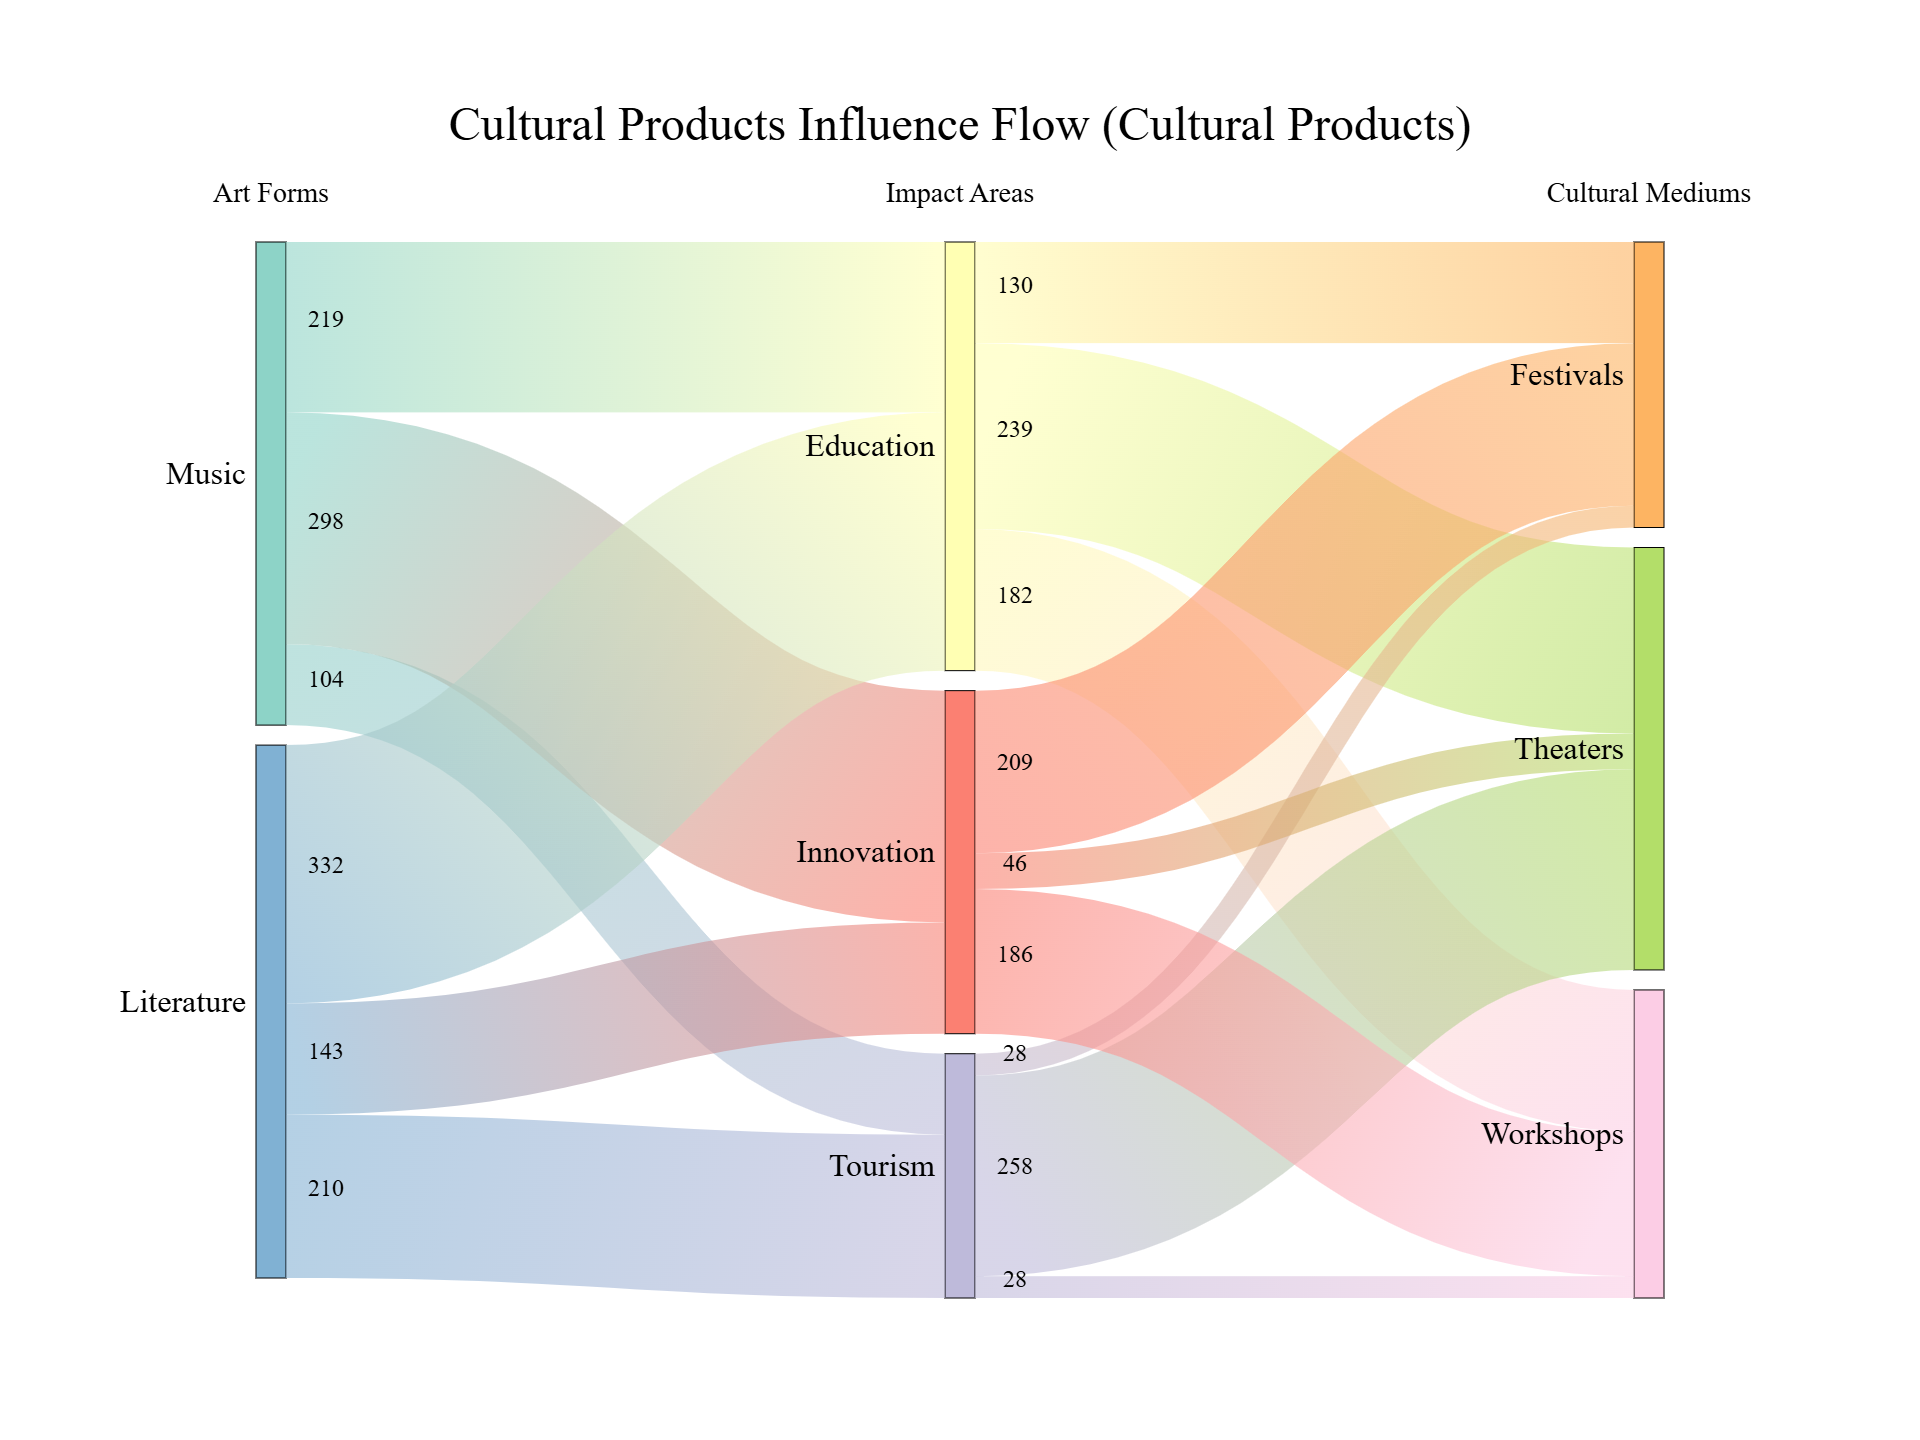 Cultural Products Influence Flow (Cultural Products)
Art Forms
Impact Areas
Cultural Mediums
219
130
Festivals
239
Education
Music
298
182
104
Theaters
209
Innovation
46
332
186
Literature
143
28
Workshops
Tourism
258
210
28